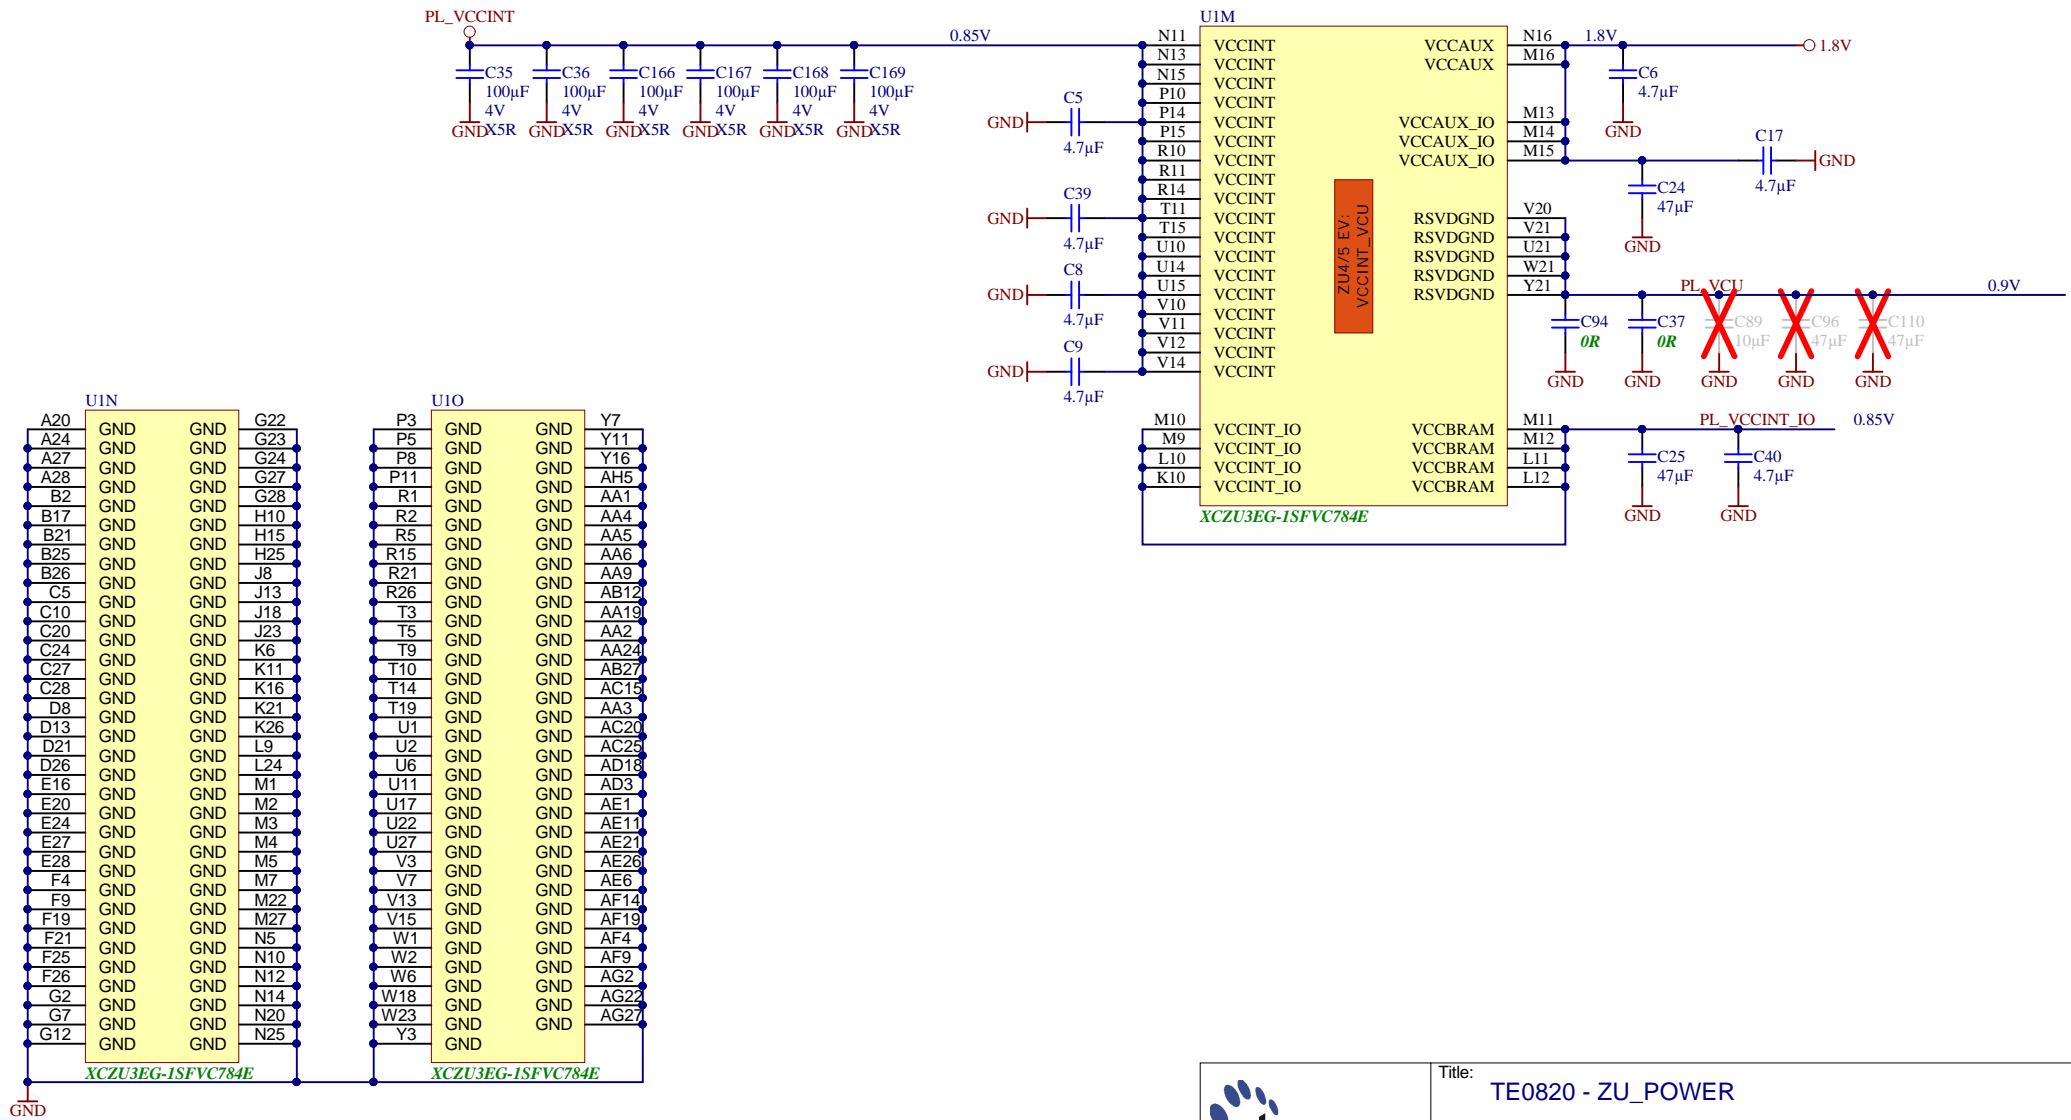 PL_VCCINT
0.85V
C35
100µF
4V
X5R
GND
C36
100µF
4V
X5R
GND
C166
100µF
4V
X5R
GND
C167
100µF
4V
X5R
GND
C168
100µF
4V
X5R
GND
C169
100µF
4V
X5R
GND
GND
C5
4.7µF
GND
C39
4.7µF
GND
C8
4.7µF
GND
C9
4.7µF
U1M
N11 VCCINT VCCAUX N16
N13 VCCINT VCCAUX M16
N15 VCCINT
P10 VCCINT
P14 VCCINT VCCAUX_IO M13
P15 VCCINT VCCAUX_IO M14
R10 VCCINT VCCAUX_IO M15
R11 VCCINT
R14 VCCINT
T11 VCCINT RSVDGND V20
T15 VCCINT RSVDGND V21
U10 VCCINT RSVDGND U21
U14 VCCINT RSVDGND W21
U15 VCCINT RSVDGND Y21
V10 VCCINT
V11 VCCINT
V12 VCCINT
V14 VCCINT
M10 VCCINT_IO VCCBRAM M11
M9 VCCINT_IO VCCBRAM M12
L10 VCCINT_IO VCCBRAM L11
K10 VCCINT_IO VCCBRAM L12
ZU4/5 EV:
VCCINT_VCU
XCZU3EG-1SFVC784E
1.8V
1.8V
C6
4.7µF
GND
C17
4.7µF
GND
C24
47µF
GND
PL_VCU
0.9V
C94
0R
GND
C37
0R
GND
C89
10µF
GND
C96
47µF
GND
C110
47µF
GND
PL_VCCINT_IO
0.85V
C25
47µF
GND
C40
4.7µF
GND
U1N
A20 GND GND G22
A24 GND GND G23
A27 GND GND G24
A28 GND GND G27
B2 GND GND G28
B17 GND GND H10
B21 GND GND H15
B25 GND GND H25
B26 GND GND J8
C5 GND GND J13
C10 GND GND J18
C20 GND GND J23
C24 GND GND K6
C27 GND GND K11
C28 GND GND K16
D8 GND GND K21
D13 GND GND K26
D21 GND GND L9
D26 GND GND L24
E16 GND GND M1
E20 GND GND M2
E24 GND GND M3
E27 GND GND M4
E28 GND GND M5
F4 GND GND M7
F9 GND GND M22
F19 GND GND M27
F21 GND GND N5
F25 GND GND N10
F26 GND GND N12
G2 GND GND N14
G7 GND GND N20
G12 GND GND N25
XCZU3EG-1SFVC784E
GND
U1O
P3 GND GND Y7
P5 GND GND Y11
P8 GND GND Y16
P11 GND GND AH5
R1 GND GND AA1
R2 GND GND AA4
R5 GND GND AA5
R15 GND GND AA6
R21 GND GND AA9
R26 GND GND AB12
T3 GND GND AA19
T5 GND GND AA2
T9 GND GND AA24
T10 GND GND AB27
T14 GND GND AC15
T19 GND GND AA3
U1 GND GND AC20
U2 GND GND AC25
U6 GND GND AD18
U11 GND GND AD3
U17 GND GND AE1
U22 GND GND AE11
U27 GND GND AE21
V3 GND GND AE26
V7 GND GND AE6
V13 GND GND AF14
V15 GND GND AF19
W1 GND GND AF4
W2 GND GND AF9
W6 GND GND AG2
W18 GND GND AG22
W23 GND GND AG27
Y3 GND
XCZU3EG-1SFVC784E
Title:
TE0820 - ZU_POWER